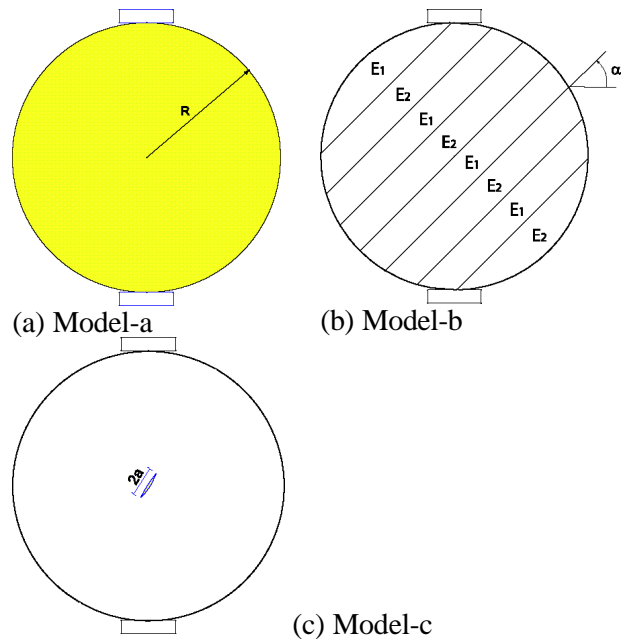 R
E1
E2
E1
E2
E1
E2
E1
E2
α
(a) Model-a
(b) Model-b
2a
(c) Model-c